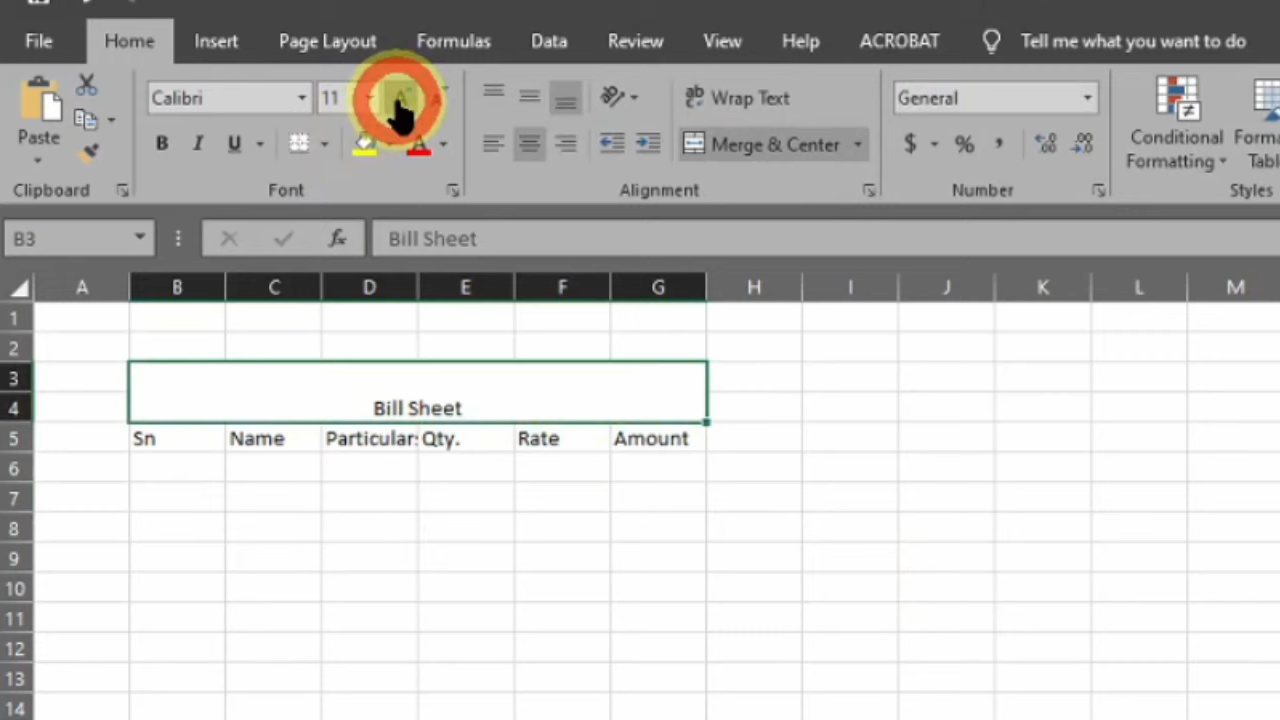 File Home Insert Page Layout Formulas Data Review View Help ACROBAT Tell me what you want to do
Calibri 11 Wrap Text General
Paste B I U A Merge & Center $ % , Conditional
Formatting
Clipboard Font Alignment Number Styles
B3 fx Bill Sheet
A B C D E F G H I J K L M
1
2
3
4 Bill Sheet
5 Sn Name Particular Qty. Rate Amount
6
7
8
9
10
11
12
13
14